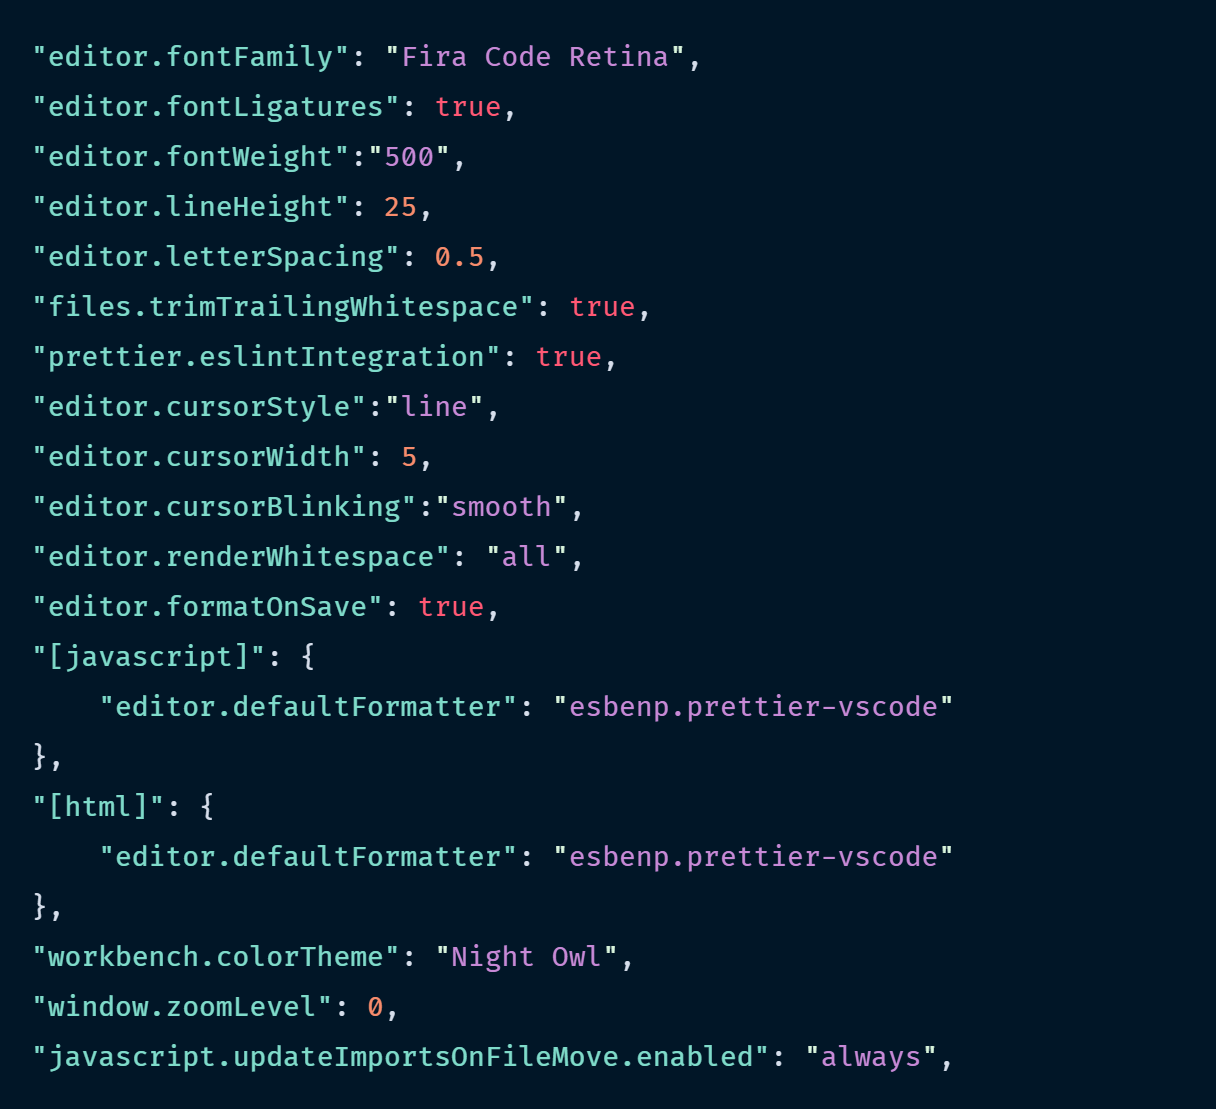 "editor.fontFamily": "Fira Code Retina",
"editor.fontLigatures": true,
"editor.fontWeight":"500",
"editor.lineHeight": 25,
"editor.letterSpacing": 0.5,
"files.trimTrailingWhitespace": true,
"prettier.eslintIntegration": true,
"editor.cursorStyle":"line",
"editor.cursorWidth": 5,
"editor.cursorBlinking":"smooth",
"editor.renderWhitespace": "all",
"editor.formatOnSave": true,
"[javascript]": {
    "editor.defaultFormatter": "esbenp.prettier-vscode"
},
"[html]": {
    "editor.defaultFormatter": "esbenp.prettier-vscode"
},
"workbench.colorTheme": "Night Owl",
"window.zoomLevel": 0,
"javascript.updateImportsOnFileMove.enabled": "always",